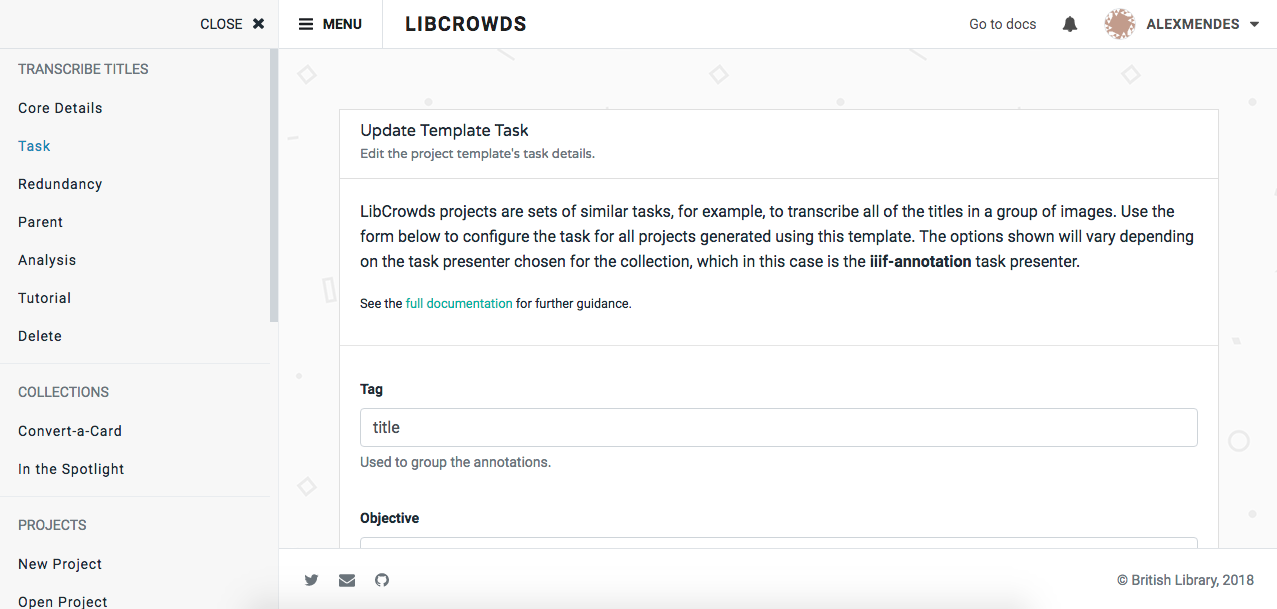 CLOSE ✖
MENU
LIBCROWDS
Go to docs
ALEXMENDES
TRANSCRIBE TITLES
Core Details
Task
Redundancy
Parent
Analysis
Tutorial
Delete
COLLECTIONS
Convert-a-Card
In the Spotlight
PROJECTS
New Project
Open Project
Update Template Task
Edit the project template's task details.
LibCrowds projects are sets of similar tasks, for example, to transcribe all of the titles in a group of images. Use the
form below to configure the task for all projects generated using this template. The options shown will vary depending
on the task presenter chosen for the collection, which in this case is the iiif-annotation task presenter.
See the full documentation for further guidance.
Tag
title
Used to group the annotations.
Objective
© British Library, 2018